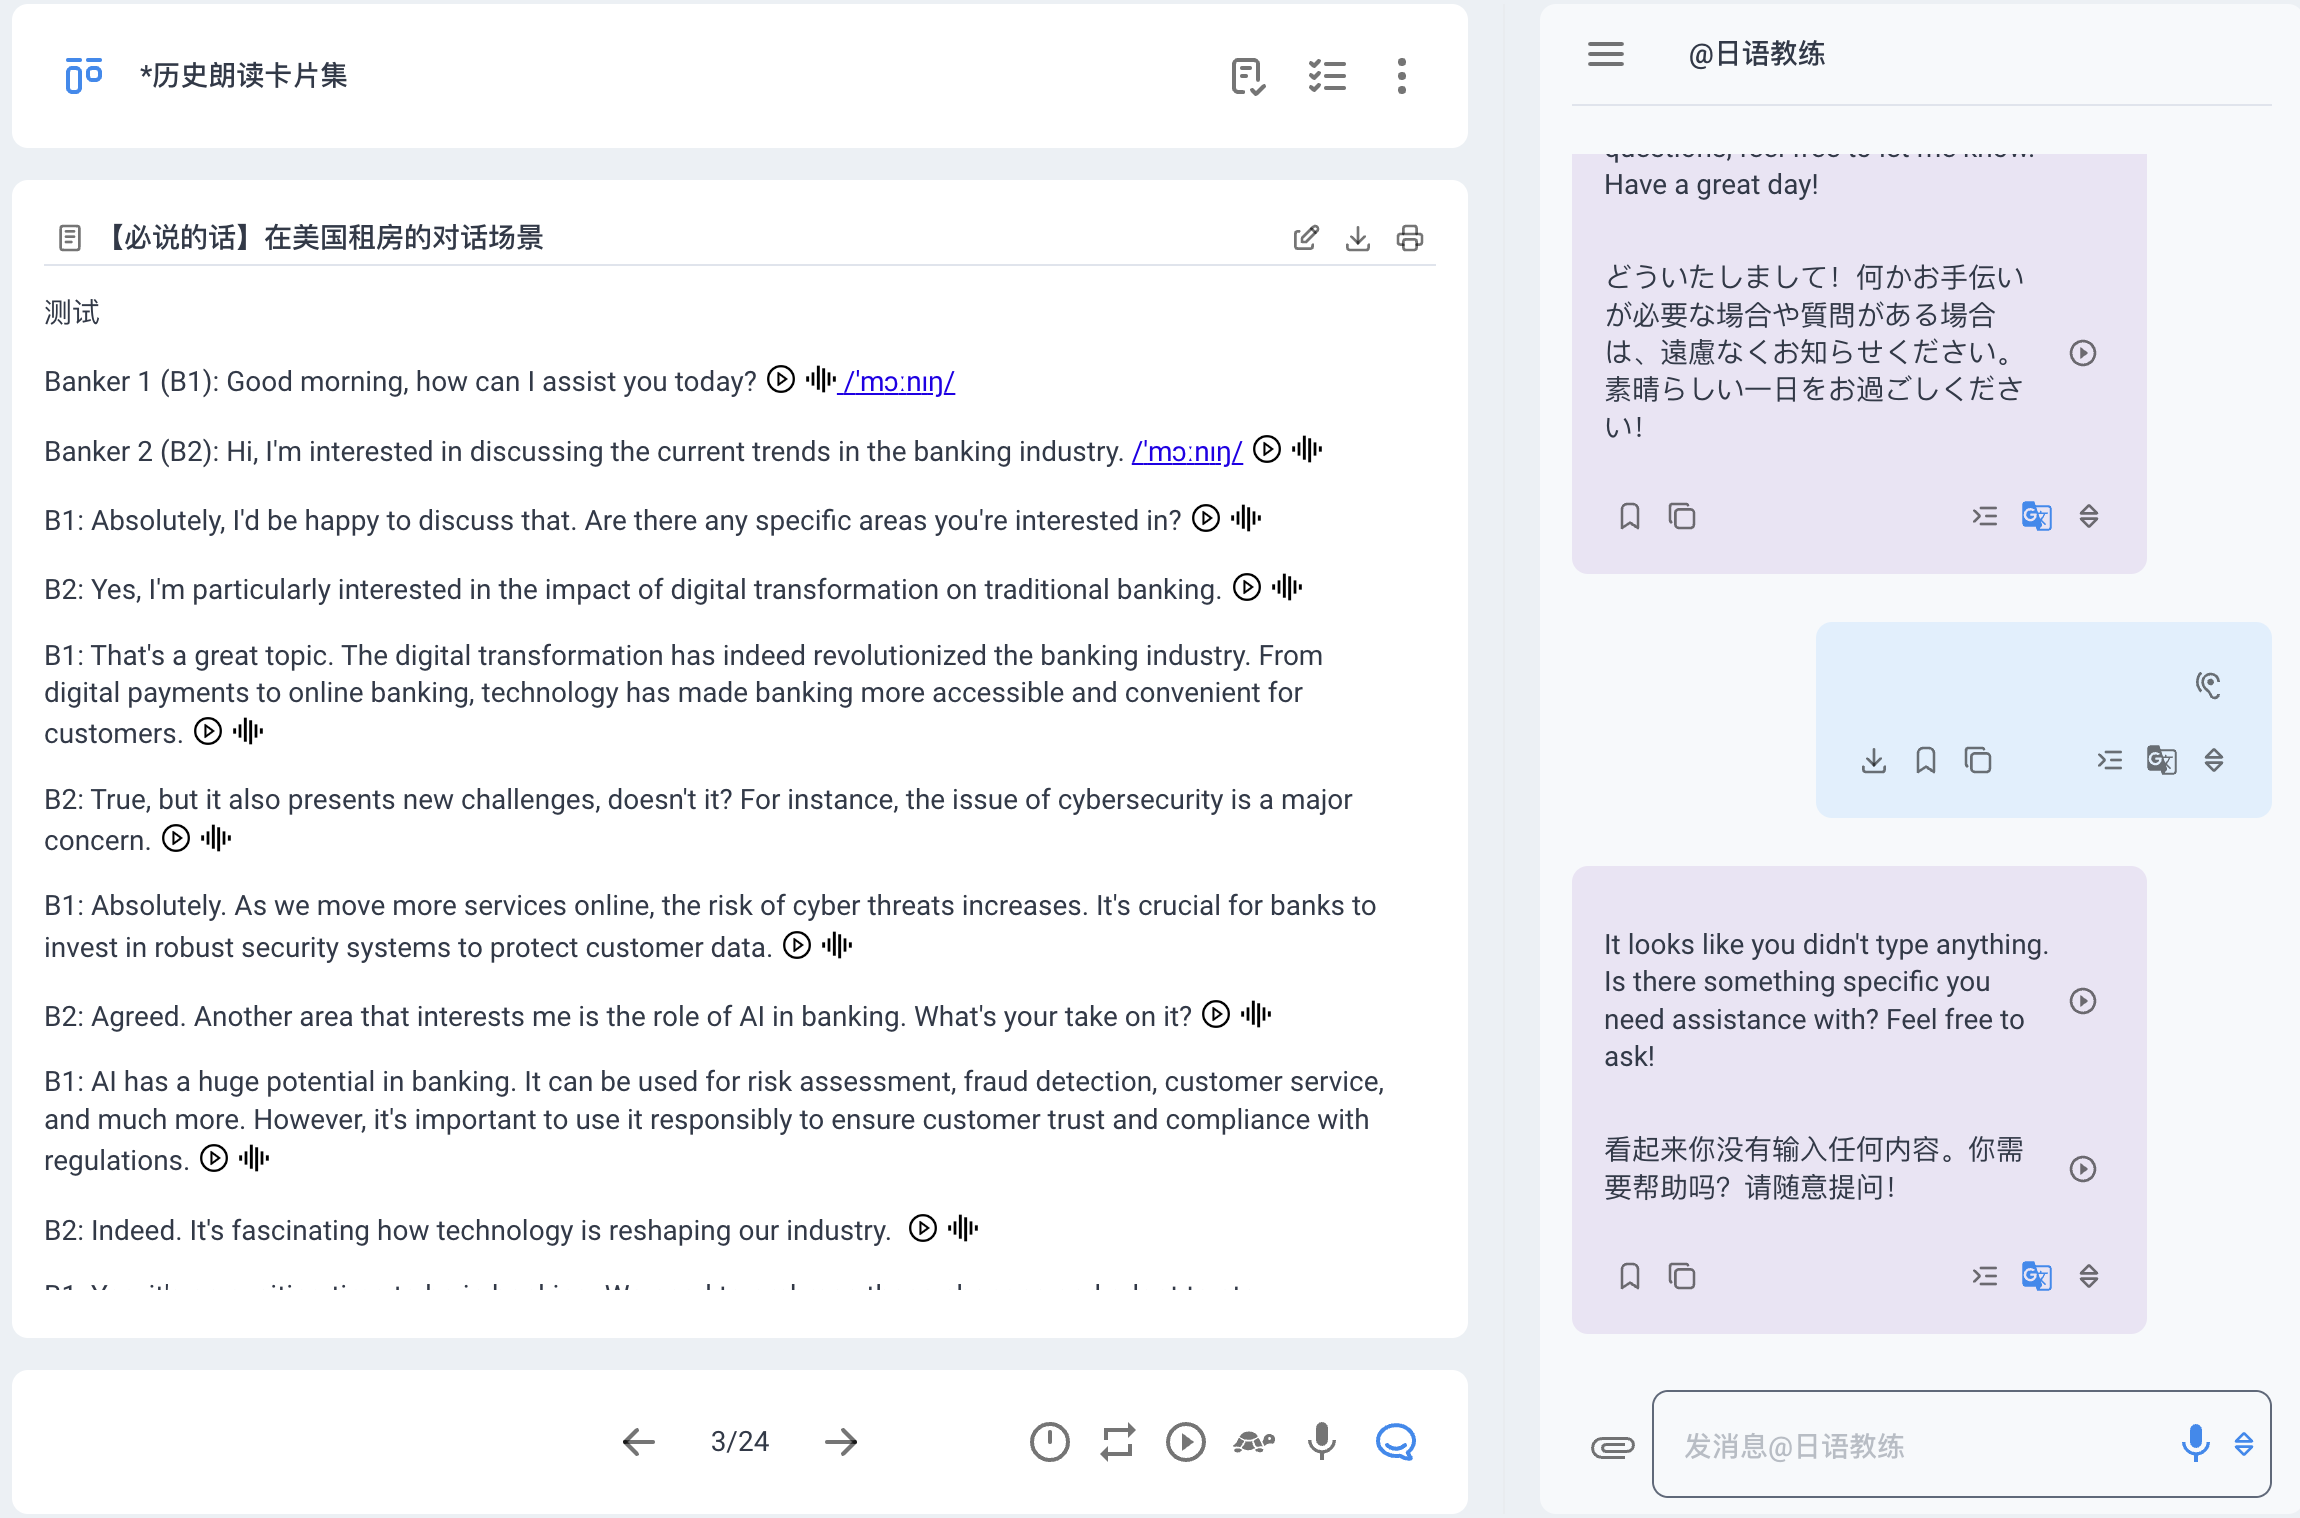 *历史朗读卡片集
【必说的话】在美国租房的对话场景
测试
Banker 1 (B1): Good morning, how can I assist you today? /'mɔːnɪŋ/
Banker 2 (B2): Hi, I'm interested in discussing the current trends in the banking industry. /'mɔːnɪŋ/
B1: Absolutely, I'd be happy to discuss that. Are there any specific areas you're interested in?
B2: Yes, I'm particularly interested in the impact of digital transformation on traditional banking.
B1: That's a great topic. The digital transformation has indeed revolutionized the banking industry. From
digital payments to online banking, technology has made banking more accessible and convenient for
customers.
B2: True, but it also presents new challenges, doesn't it? For instance, the issue of cybersecurity is a major
concern.
B1: Absolutely. As we move more services online, the risk of cyber threats increases. It's crucial for banks to
invest in robust security systems to protect customer data.
B2: Agreed. Another area that interests me is the role of AI in banking. What's your take on it?
B1: AI has a huge potential in banking. It can be used for risk assessment, fraud detection, customer service,
and much more. However, it's important to use it responsibly to ensure customer trust and compliance with
regulations.
B2: Indeed. It's fascinating how technology is reshaping our industry.
3/24
@日语教练
questions, feel free to let me know.
Have a great day!
どういたしまして！何かお手伝い
が必要な場合や質問がある場合
は、遠慮なくお知らせください。
素晴らしい一日をお過ごしくださ
い！
It looks like you didn't type anything.
Is there something specific you
need assistance with? Feel free to
ask!
看起来你没有输入任何内容。你需
要帮助吗？请随意提问！
发消息@日语教练